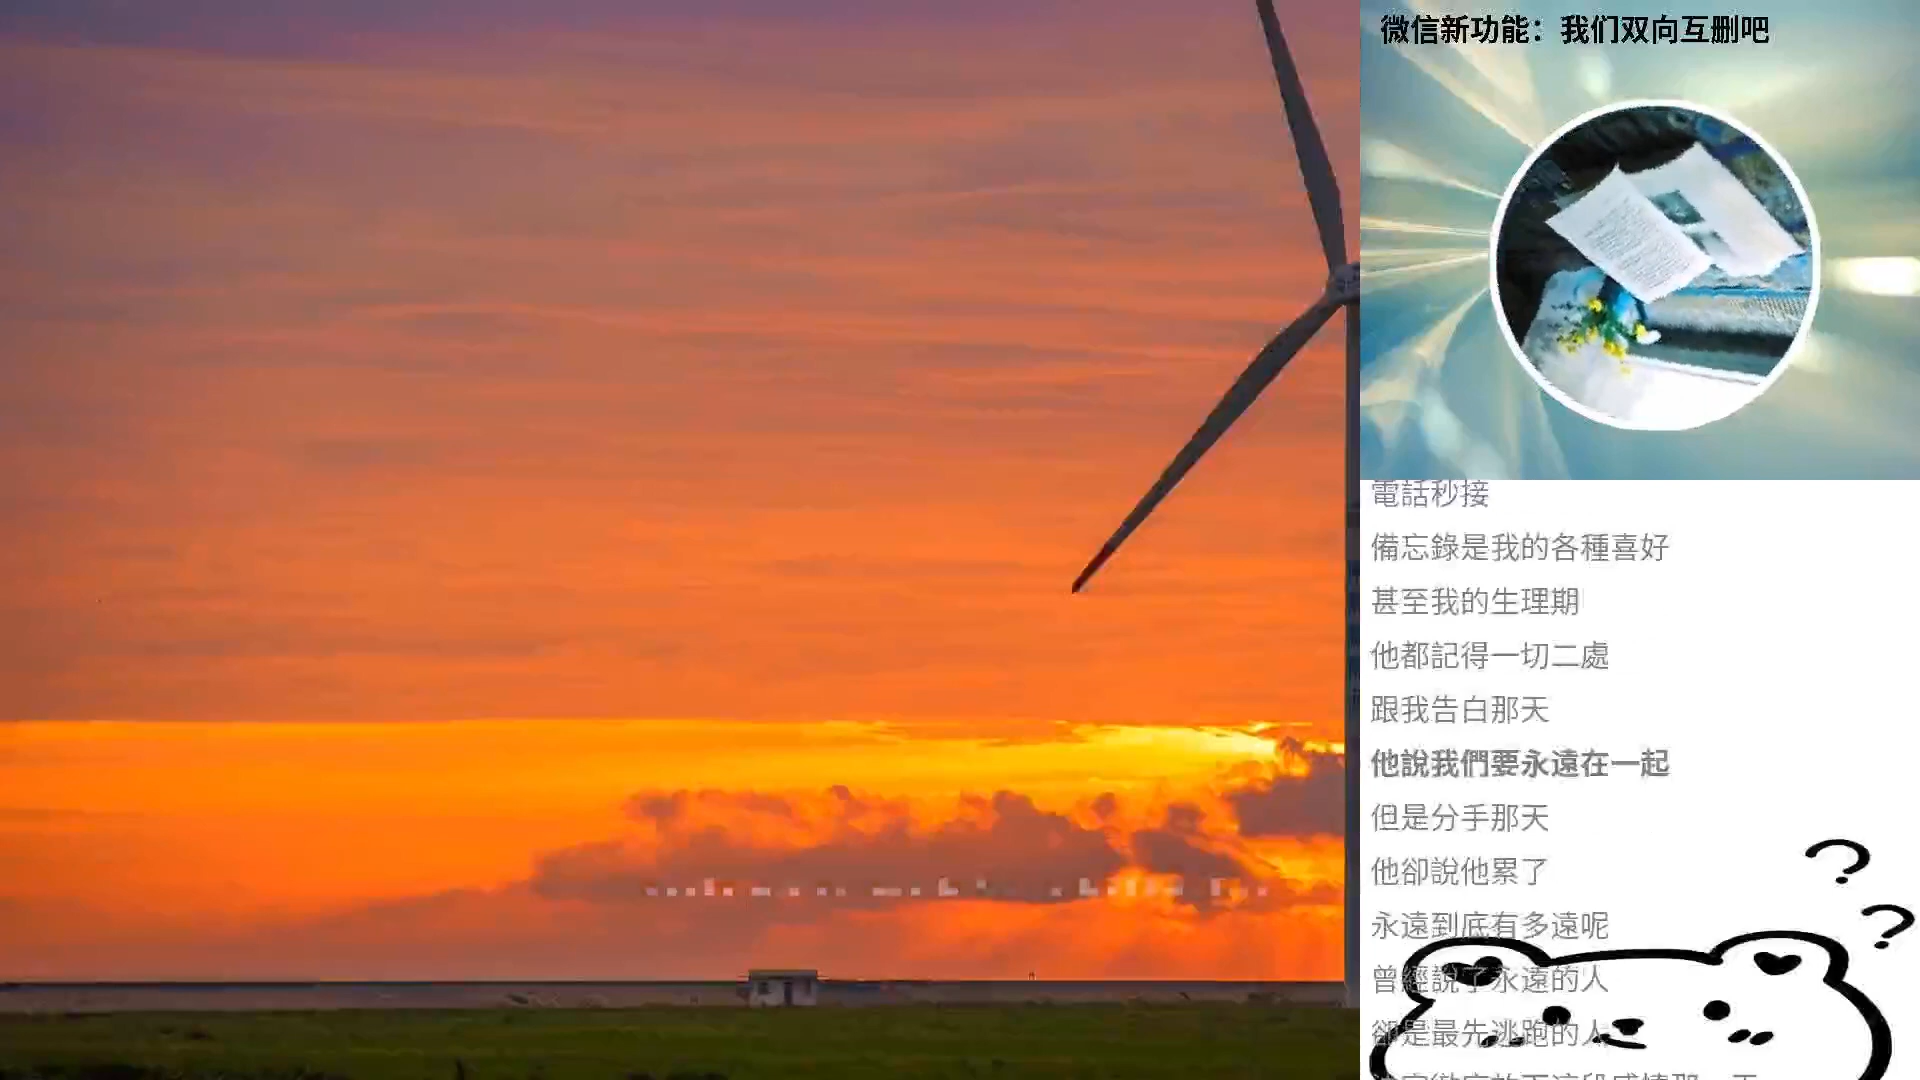 微信新功能：我们双向互删吧
電話秒接
備忘錄是我的各種喜好
甚至我的生理期
他都記得一切二處
跟我告白那天
他說我們要永遠在一起
但是分手那天
他卻說他累了
永遠到底有多遠呢
曾經說了永遠的人
卻是最先逃跑的人